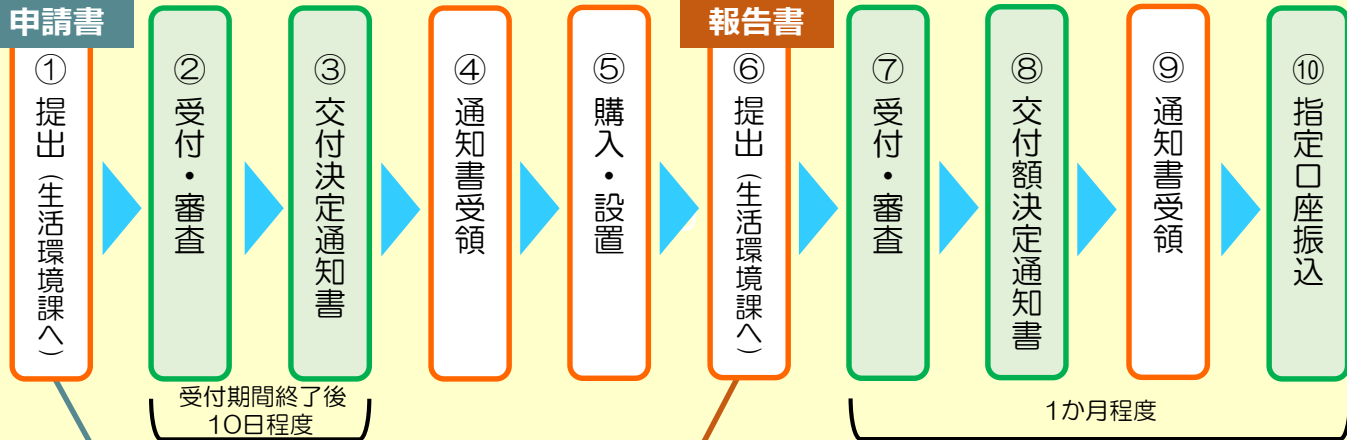 申請書
①提出（生活環境課へ）
②受付・審査
③交付決定通知書
④通知書受領
⑤購入・設置
報告書
⑥提出（生活環境課へ）
⑦受付・審査
⑧交付額決定通知書
⑨通知書受領
⑩指定口座振込
受付期間終了後
10日程度
1か月程度